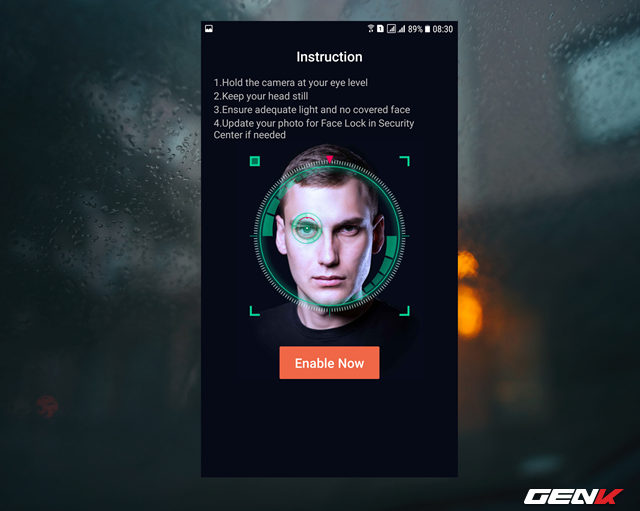 89% 08:30
Instruction
1.Hold the camera at your eye level
2.Keep your head still
3.Ensure adequate light and no covered face
4.Update your photo for Face Lock in Security
Center if needed
Enable Now
GENK